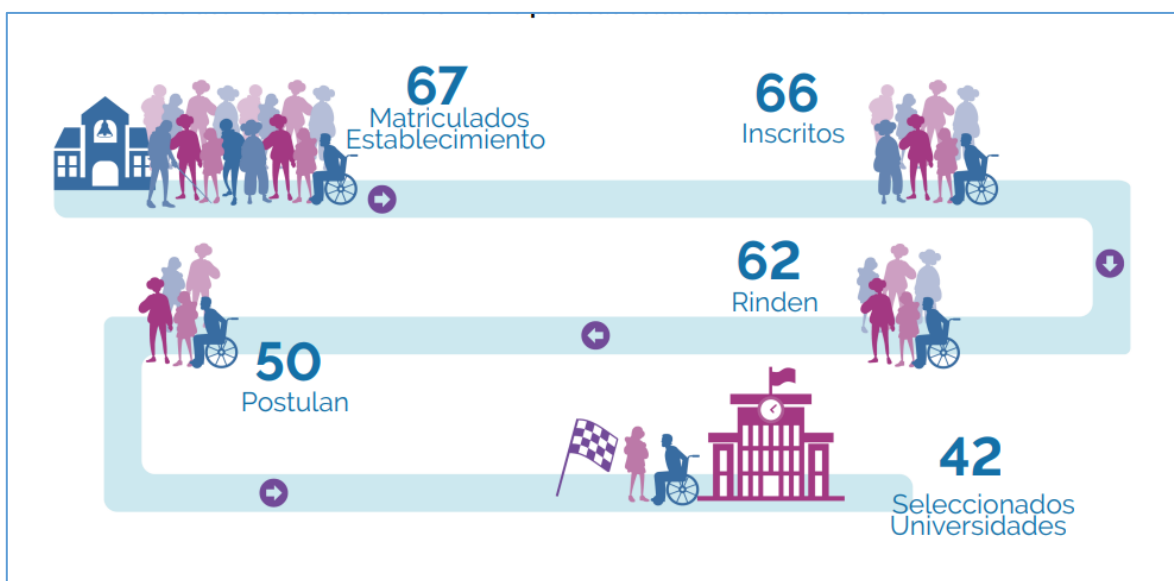 67
Matriculados
Establecimiento
66
Inscritos
62
Rinden
50
Postulan
42
Seleccionados
Universidades